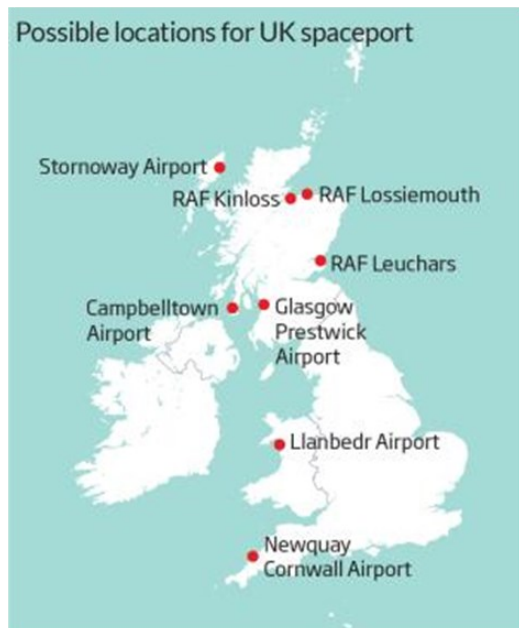 Possible locations for UK spaceport
Stornoway Airport
RAF Kinloss
RAF Lossiemouth
RAF Leuchars
Campbelltown
Airport
Glasgow
Prestwick
Airport
Llanbedr Airport
Newquay
Cornwall Airport